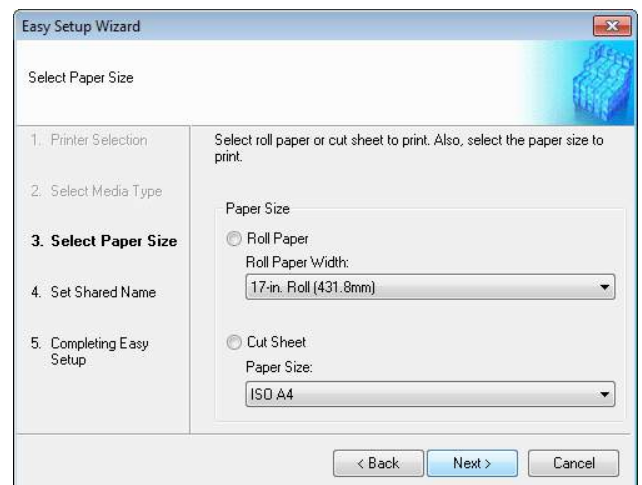 Easy Setup Wizard
Select Paper Size
1. Printer Selection
2. Select Media Type
3. Select Paper Size
4. Set Shared Name
5. Completing Easy
Setup
Select roll paper or cut sheet to print. Also, select the paper size to
print.
Paper Size
Roll Paper
Roll Paper Width:
17-in. Roll (431.8mm)
Cut Sheet
Paper Size:
ISO A4
< Back
Next >
Cancel